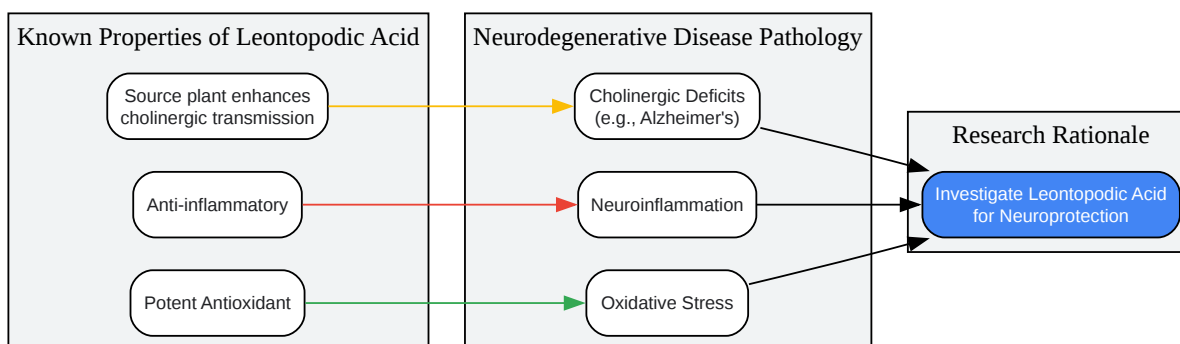 Known Properties of Leontopodic Acid
Source plant enhances
cholinergic transmission
Anti-inflammatory
Potent Antioxidant
Neurodegenerative Disease Pathology
Cholinergic Deficits
(e.g., Alzheimer's)
Neuroinflammation
Oxidative Stress
Research Rationale
Investigate Leontopodic Acid
for Neuroprotection